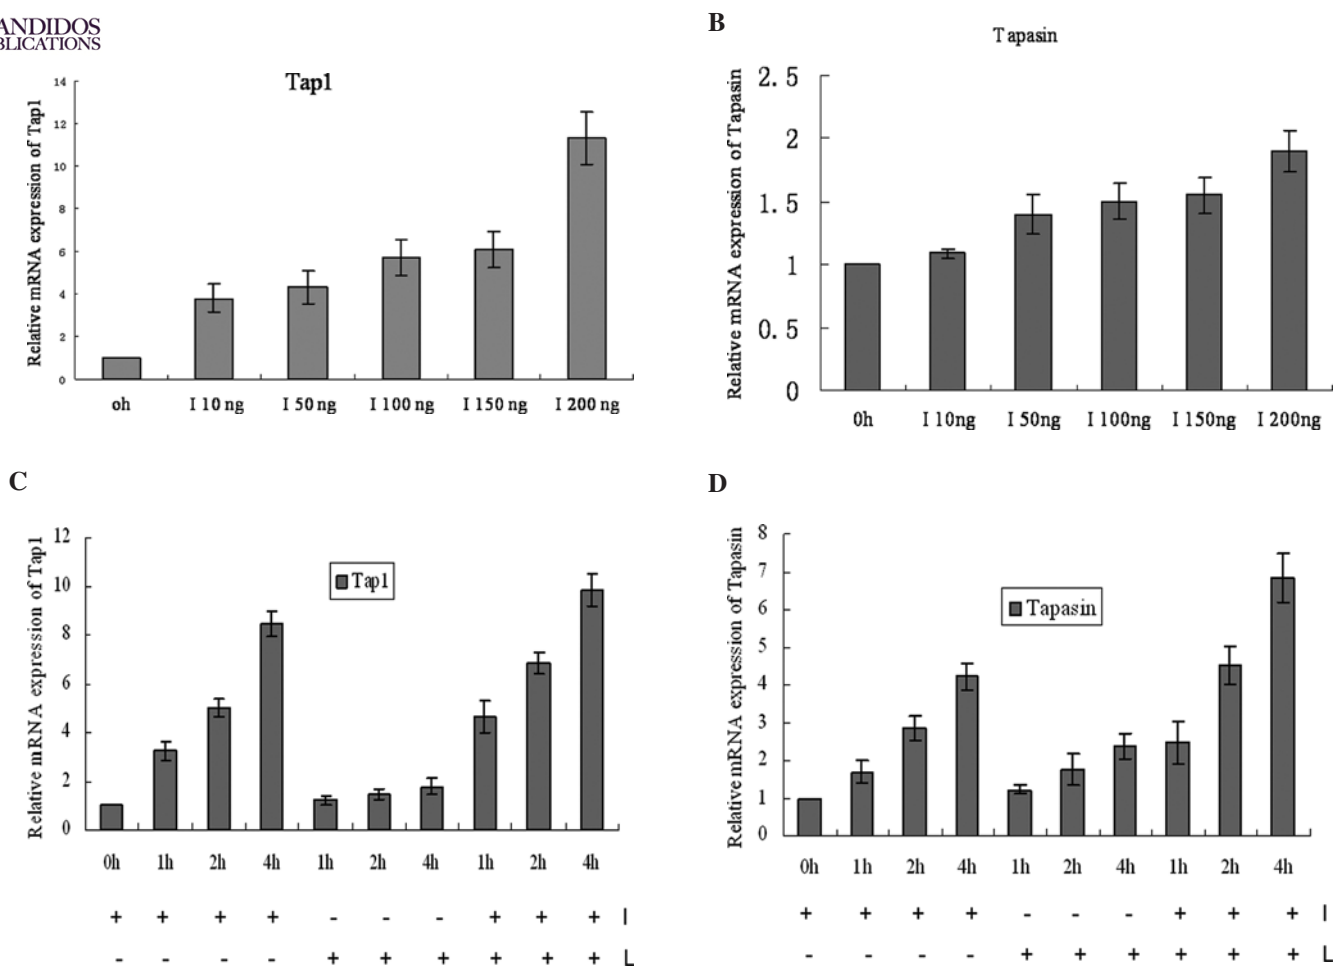 ANDIDOS
BLICATIONS
B
Tapasin
Tap1
Relative mRNA expression of Tap1
14
12
10
8
6
4
2
0
oh I 10 ng I 50 ng I 100 ng I 150 ng I 200 ng
Relative mRNA expression of Tapasin
2.5
2
1.5
1
0.5
0
0h I 10ng I 50ng I 100ng I 150ng I 200ng
C
Relative mRNA expression of Tap1
12
10
8
6
4
2
0
Tap1
0h 1h 2h 4h 1h 2h 4h 1h 2h 4h
+ + + + - - - + + + I
- - - - + + + + + + L
D
Relative mRNA expression of Tapasin
8
7
6
5
4
3
2
1
0
Tapasin
0h 1h 2h 4h 1h 2h 4h 1h 2h 4h
+ + + + - - - + + + I
- - - - + + + + + + L